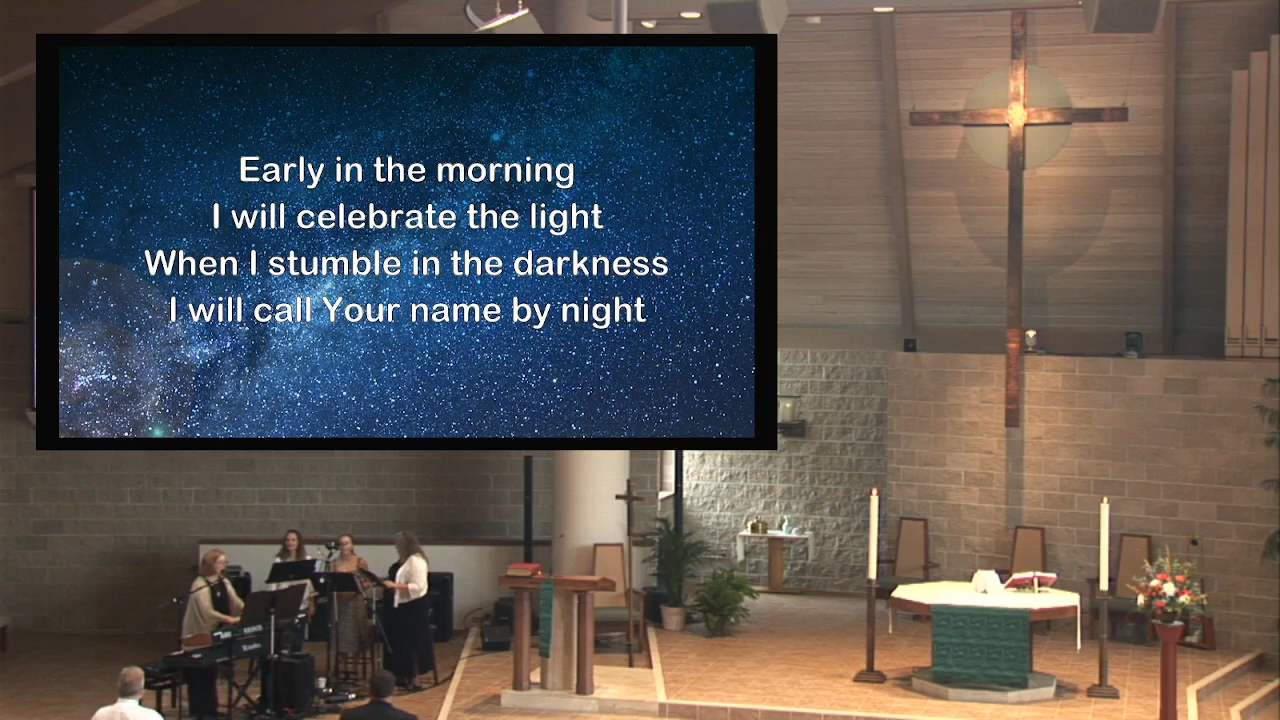 Early in the morning
I will celebrate the light
When I stumble in the darkness
I will call Your name by night